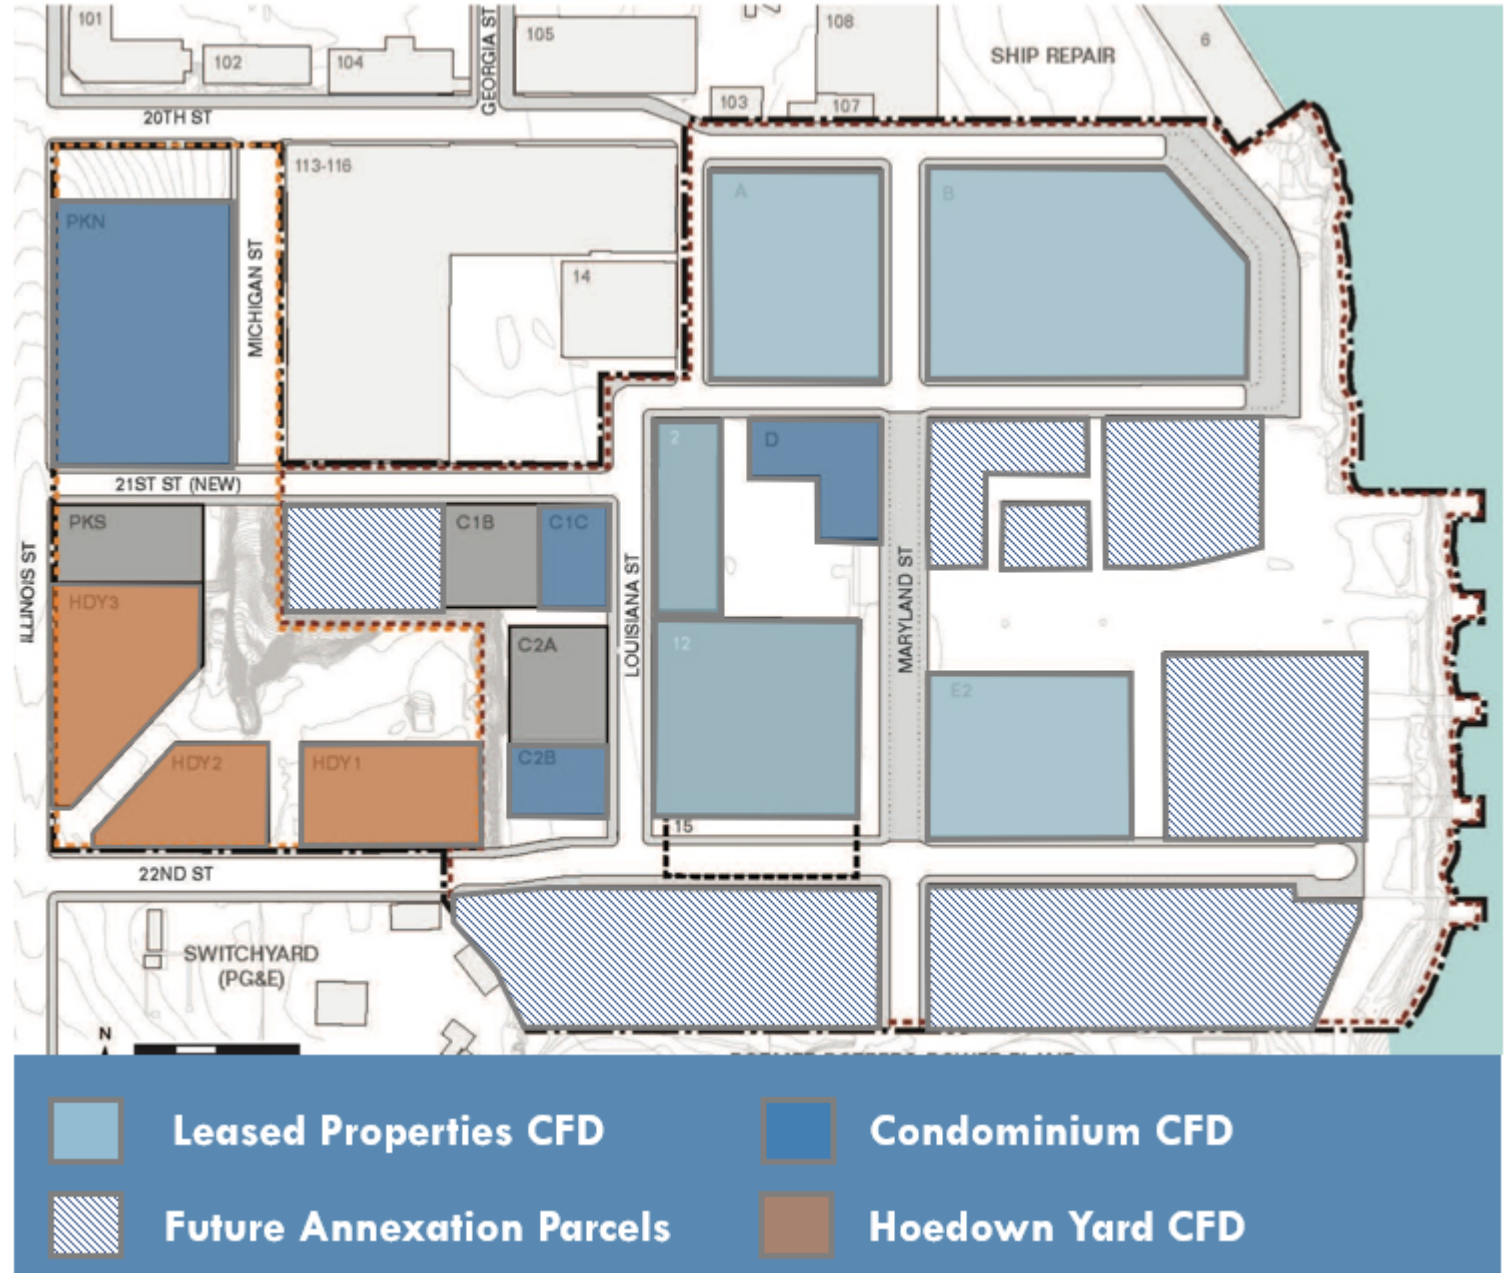 101
102
104
GEORGIA ST
105
108
103
107
SHIP REPAIR
6
20TH ST
PKN
MICHIGAN ST
113-116
14
A
B
21ST ST (NEW)
PKS
C1B
C1C
2
D
ILLINOIS ST
HDY3
LOUISIANA ST
MARYLAND ST
C2A
12
E2
HDY2
HDY1
C2B
15
22ND ST
SWITCHYARD
(PG&E)
N
Leased Properties CFD
Condominium CFD
Future Annexation Parcels
Hoedown Yard CFD